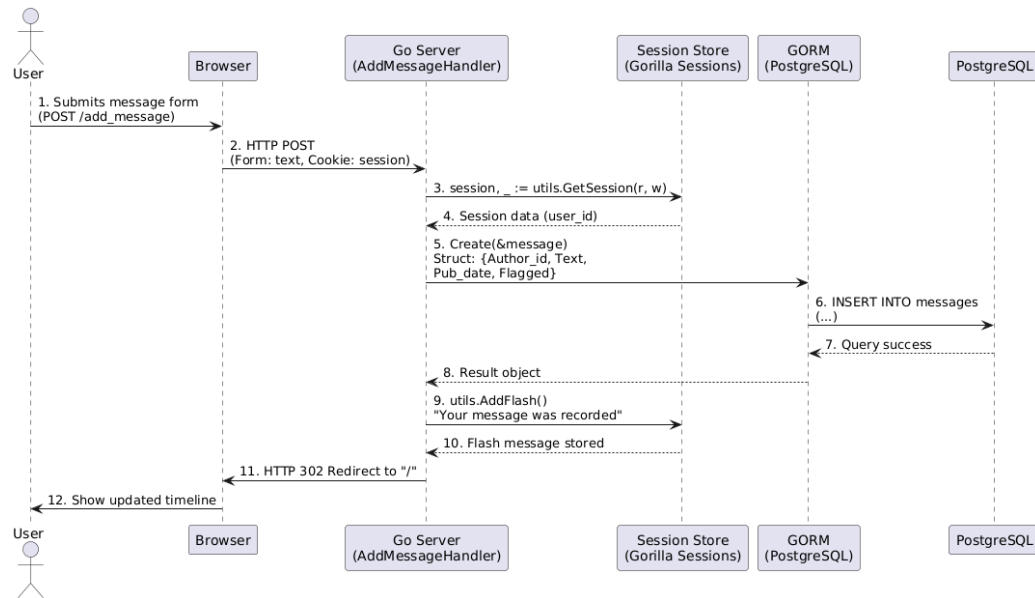 User
Browser
Go Server
(AddMessageHandler)
Session Store
(Gorilla Sessions)
GORM
(PostgreSQL)
PostgreSQL
1. Submits message form
(POST /add_message)
2. HTTP POST
(Form: text, Cookie: session)
3. session, _ := utils.GetSession(r, w)
4. Session data (user_id)
5. Create(&message)
Struct: {Author_id, Text,
Pub_date, Flagged}
6. INSERT INTO messages
(...)
7. Query success
8. Result object
9. utils.AddFlash()
"Your message was recorded"
10. Flash message stored
11. HTTP 302 Redirect to "/"
12. Show updated timeline
User
Browser
Go Server
(AddMessageHandler)
Session Store
(Gorilla Sessions)
GORM
(PostgreSQL)
PostgreSQL